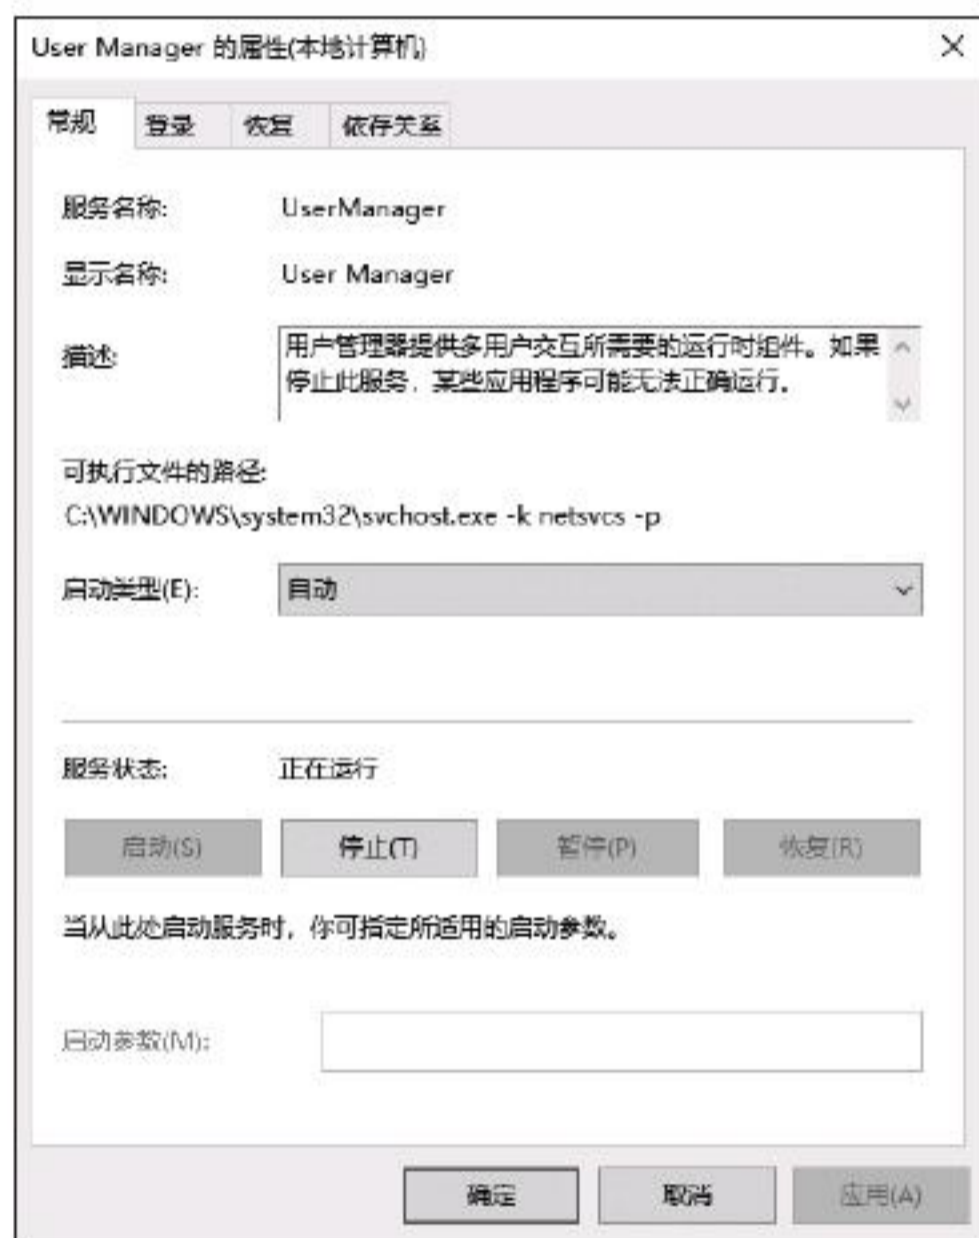 User Manager 的属性(本地计算机)
常规 登录 恢复 依存关系
服务名称: UserManager
显示名称: User Manager
描述: 用户管理器提供多用户交互所需要的运行时组件。如果
停止此服务，某些应用程序可能无法正确运行。
可执行文件的路径:
C:\WINDOWS\system32\svchost.exe -k netsvcs -p
启动类型(E): 自动
服务状态: 正在运行
启动(S) 停止(T) 暂停(P) 恢复(R)
当从此处启动服务时，你可指定所适用的启动参数。
启动参数(M):
确定 取消 应用(A)